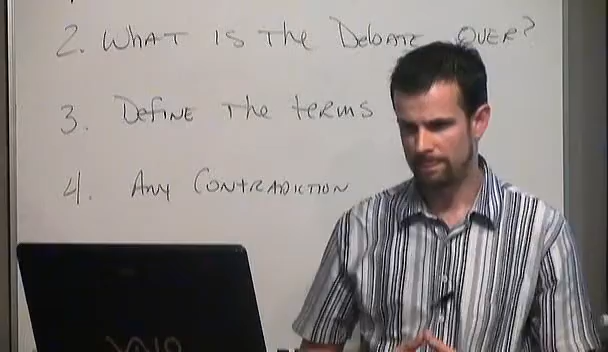 2. WHAT IS The Debate OVER?
3. Define The terms
4. Any Contradiction
VAIO